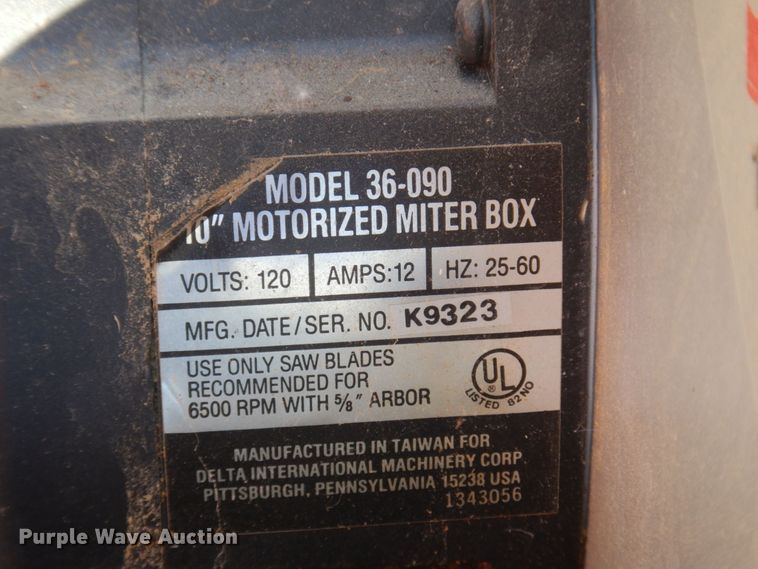 MODEL 36-090
10" MOTORIZED MITER BOX
VOLTS: 120 AMPS:12 HZ: 25-60
MFG. DATE/SER. NO. K9323
USE ONLY SAW BLADES
RECOMMENDED FOR
6500 RPM WITH 5/8" ARBOR
UL
LISTED 82NO
MANUFACTURED IN TAIWAN FOR
DELTA INTERNATIONAL MACHINERY CORP
PITTSBURGH, PENNSYLVANIA 15238 USA
1343056
Purple Wave Auction®